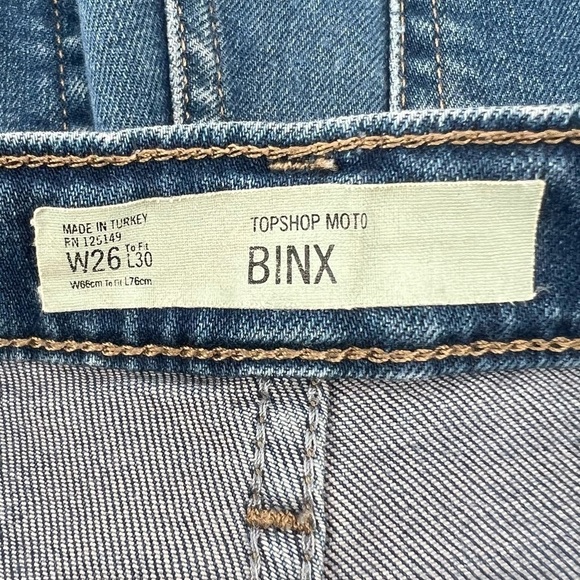 MADE IN TURKEY
RN 125149
W26 To Fit L30
W66cm To Fit L76cm
TOPSHOP MOTO
BINX